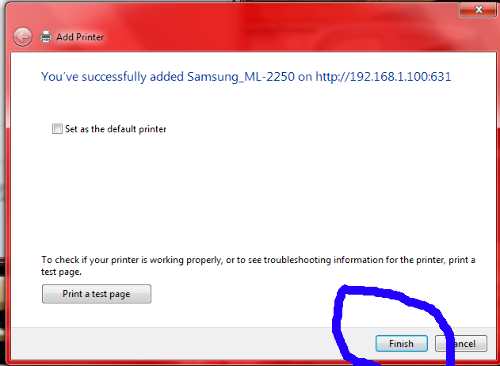 Add Printer
You've successfully added Samsung_ML-2250 on http://192.168.1.100:631
Set as the default printer
To check if your printer is working properly, or to see troubleshooting information for the printer, print a
test page.
Print a test page
Finish Cancel